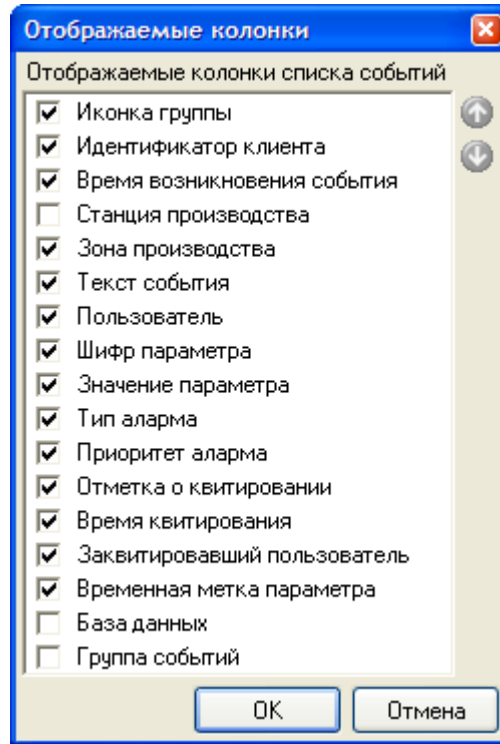 Отображаемые колонки
Отображаемые колонки списка событий
Иконка группы
Идентификатор клиента
Время возникновения события
Станция производства
Зона производства
Текст события
Пользователь
Шифр параметра
Значение параметра
Тип аларма
Приоритет аларма
Отметка о квитировании
Время квитирования
Заквитировавший пользователь
Временная метка параметра
База данных
Группа событий
OK
Отмена